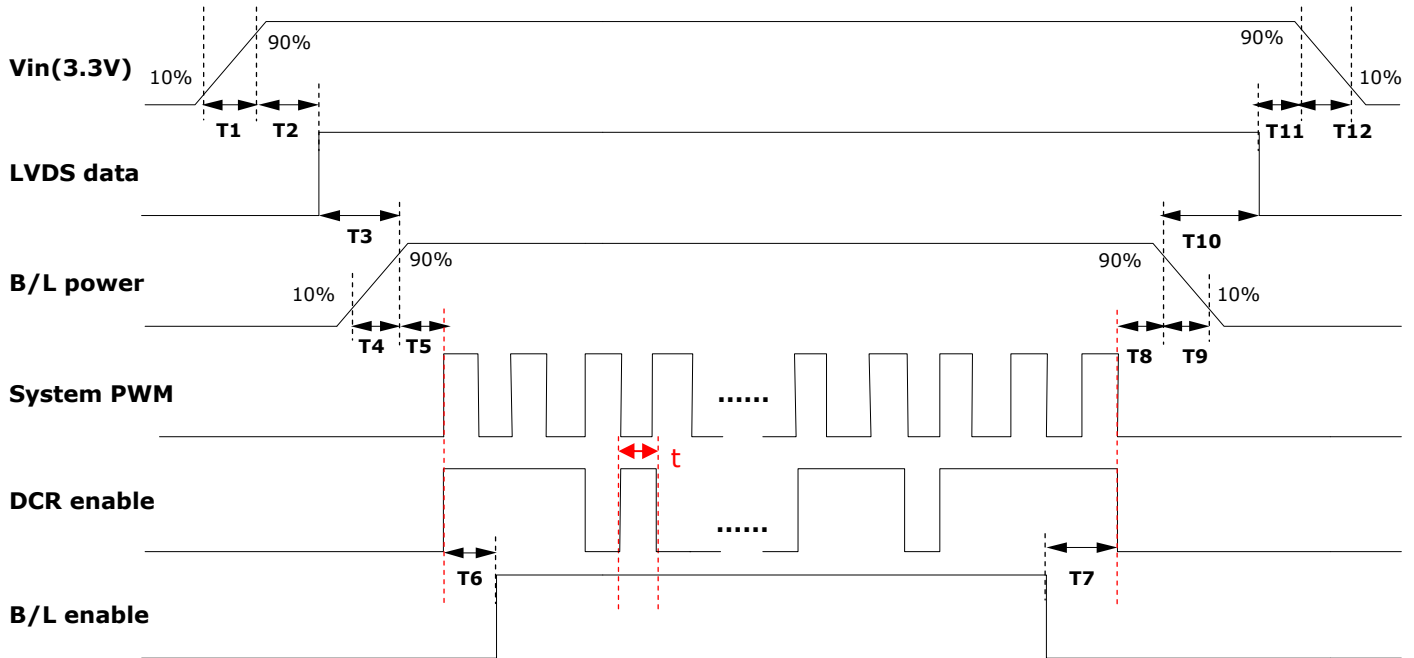 90%
90%
Vin(3.3V)
10%
10%
T1
T2
T11
T12
LVDS data
T3
T10
90%
90%
B/L power
10%
10%
T4
T5
T8
T9
System PWM
......
t
DCR enable
......
T6
T7
B/L enable